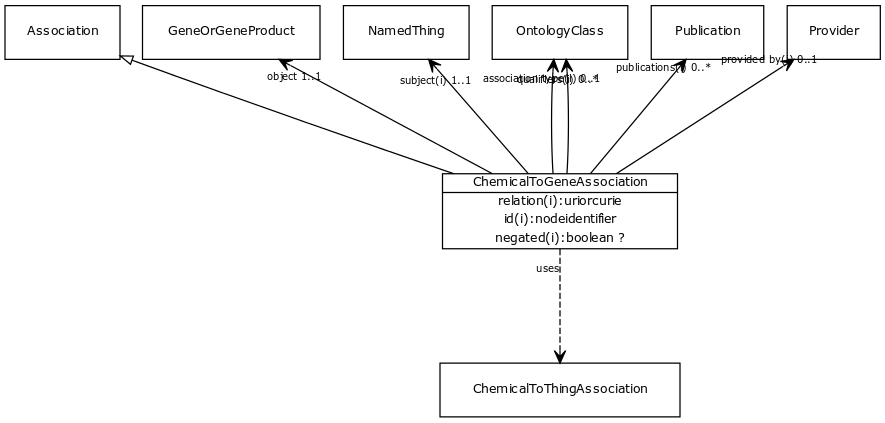 Association
GeneOrGeneProduct
NamedThing
OntologyClass
Publication
Provider
object 1..1
subject(i) 1..1
association type(i) 0..1
qualifiers(i) 0..*
publications(i) 0..*
provided by(i) 0..1
ChemicalToGeneAssociation
relation(i):uriorcurie
id(i):nodeidentifier
negated(i):boolean ?
uses
ChemicalToThingAssociation